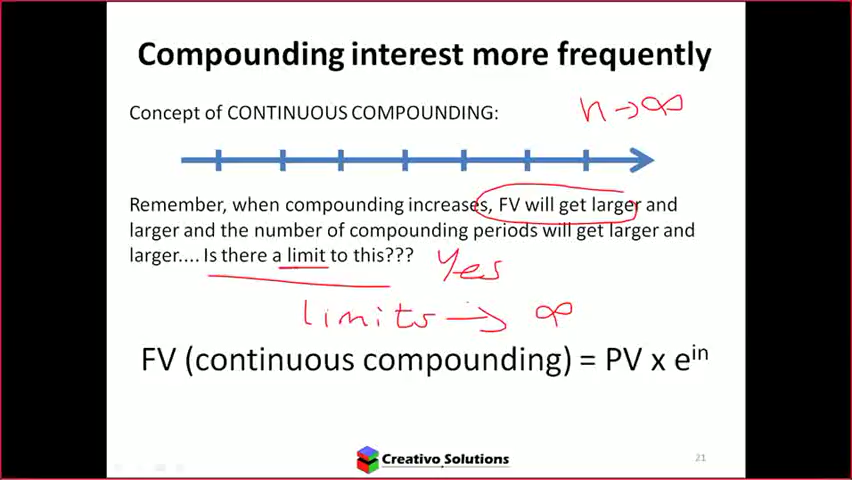 Compounding interest more frequently
Concept of CONTINUOUS COMPOUNDING:
n→∞
Remember, when compounding increases, FV will get larger and
larger and the number of compounding periods will get larger and
larger.... Is there a limit to this???
Yes
limits → ∞
FV (continuous compounding) = PV x eⁱⁿ
Creativo Solutions
21